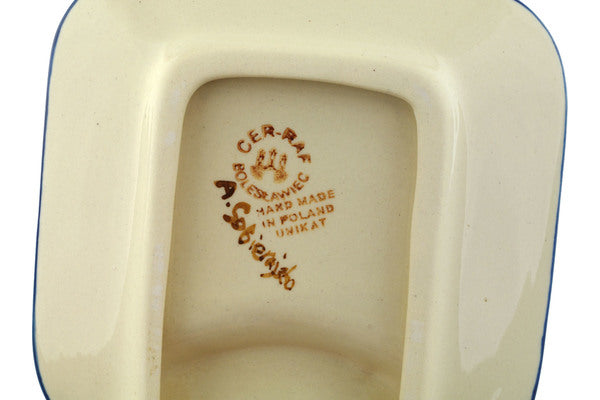 CER-RAF
BOLESŁAWIEC
HAND MADE
IN POLAND
UNIKAT
A.